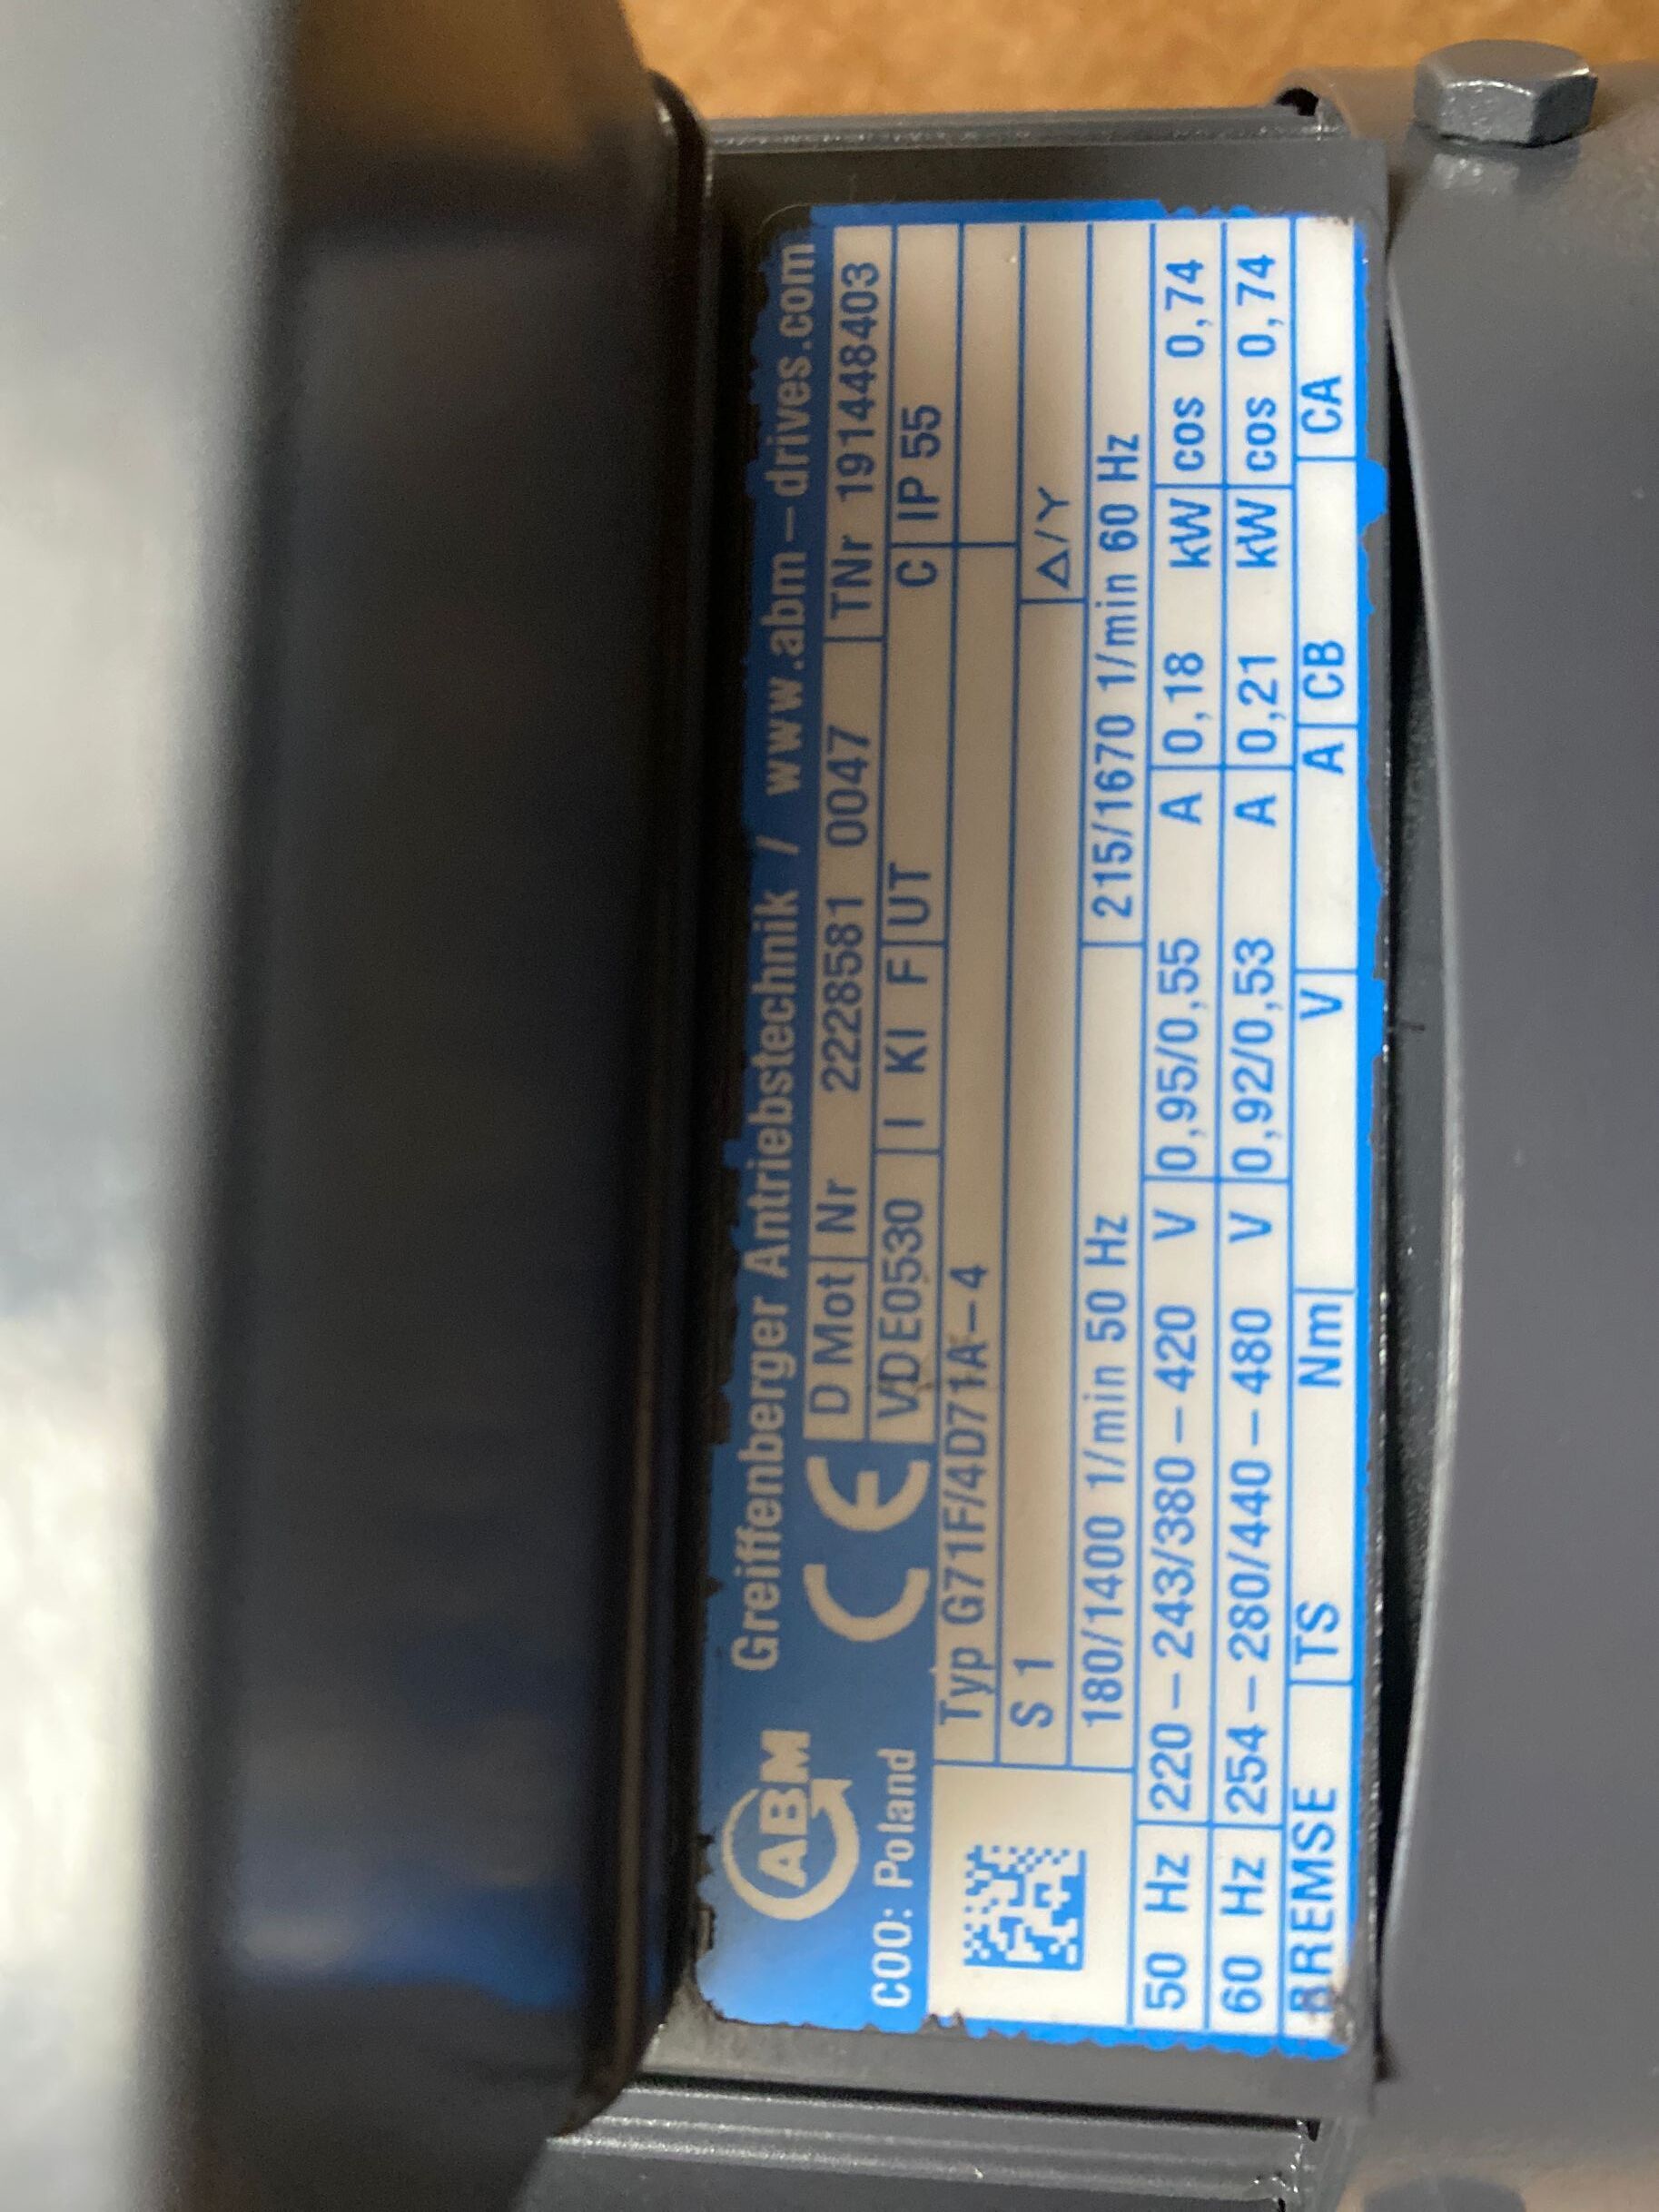 ABM Greiffenberger Antriebstechnik / www.abm-drives.com
COO: Poland CE D Mot Nr 2228581 0047 TNr 191448403
VDE0530 I KI F UT C IP 55
Typ G71F/4D71A-4
S 1 Δ/Y
180/1400 1/min 50 Hz 215/1670 1/min 60 Hz
50 Hz 220-243/380-420 V 0,95/0,55 A 0,18 kW cos 0,74
60 Hz 254-280/440-480 V 0,92/0,53 A 0,21 kW cos 0,74
BREMSE TS Nm V A CB CA